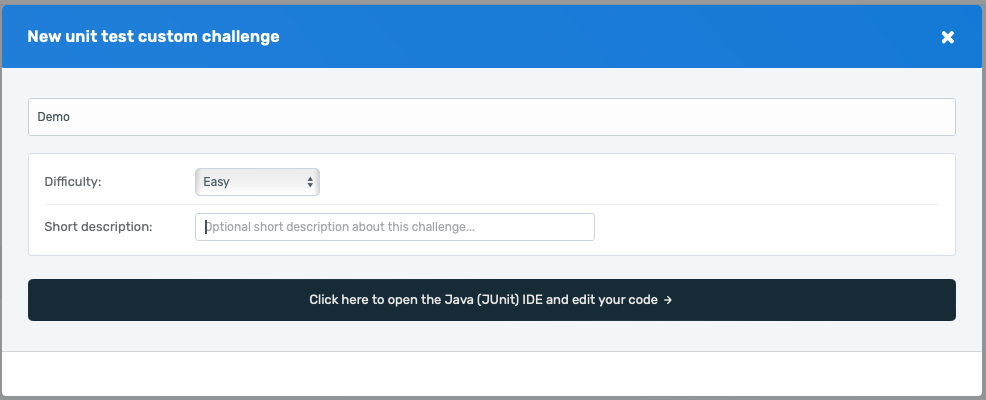 New unit test custom challenge
Demo
Difficulty: Easy
Short description: Optional short description about this challenge...
Click here to open the Java (JUnit) IDE and edit your code →